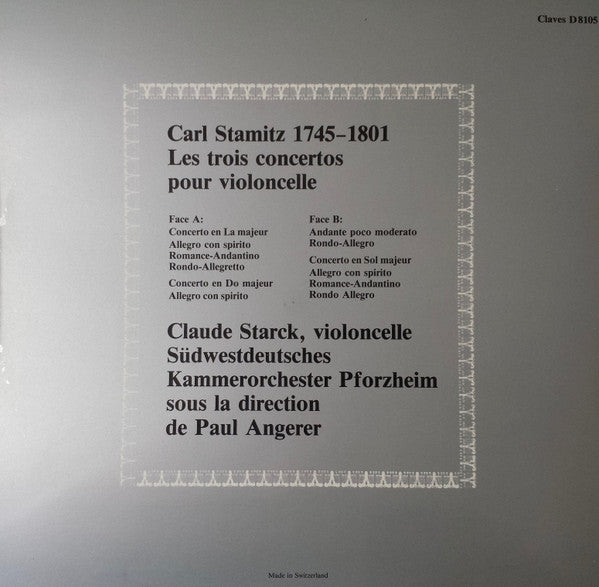 Claves D 8105
Carl Stamitz 1745–1801
Les trois concertos
pour violoncelle
Face A:
Concerto en La majeur
Allegro con spirito
Romance-Andantino
Rondo-Allegretto
Concerto en Do majeur
Allegro con spirito
Face B:
Andante poco moderato
Rondo-Allegro
Concerto en Sol majeur
Allegro con spirito
Romance-Andantino
Rondo Allegro
Claude Starck, violoncelle
Südwestdeutsches
Kammerorchester Pforzheim
sous la direction
de Paul Angerer
Made in Switzerland